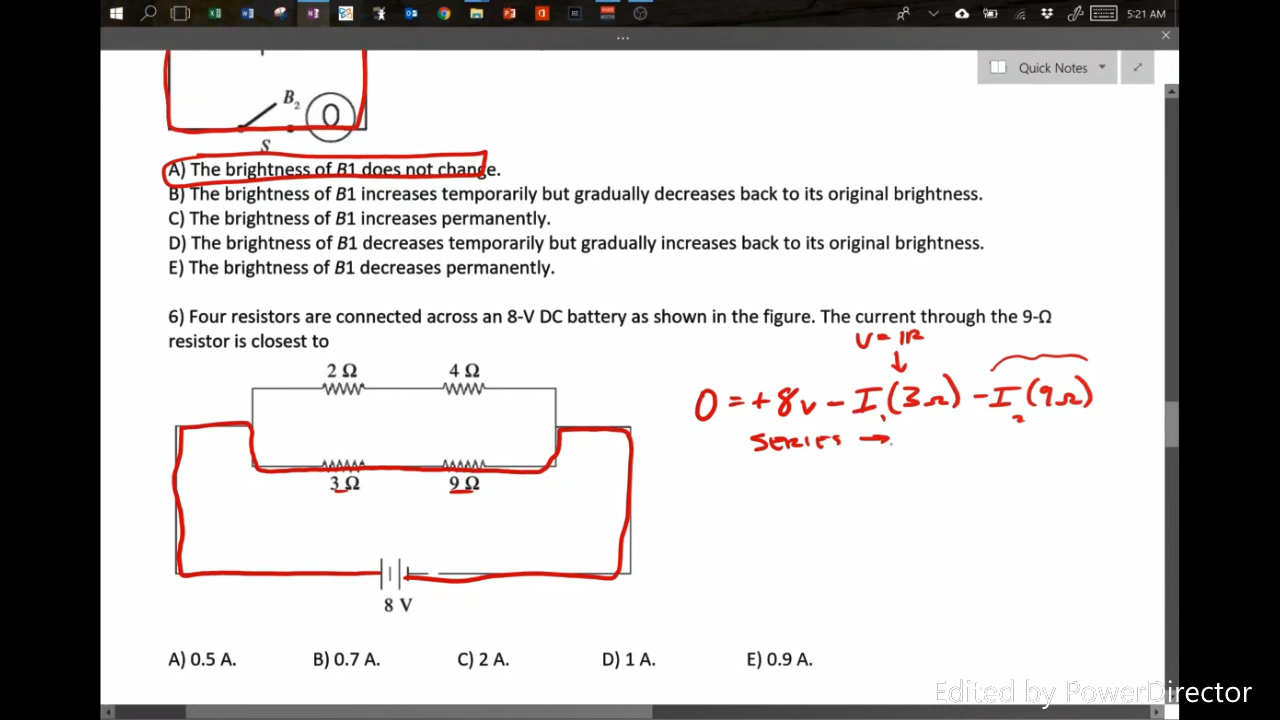 5:21 AM
Quick Notes
B2
S
A) The brightness of B1 does not change.
B) The brightness of B1 increases temporarily but gradually decreases back to its original brightness.
C) The brightness of B1 increases permanently.
D) The brightness of B1 decreases temporarily but gradually increases back to its original brightness.
E) The brightness of B1 decreases permanently.
6) Four resistors are connected across an 8-V DC battery as shown in the figure. The current through the 9-Ω
resistor is closest to
V = IR
2 Ω 4 Ω
0 = +8v - I1(3Ω) - I2(9Ω)
SERIES →
3 Ω 9 Ω
8 V
A) 0.5 A. B) 0.7 A. C) 2 A. D) 1 A. E) 0.9 A.
Edited by PowerDirector